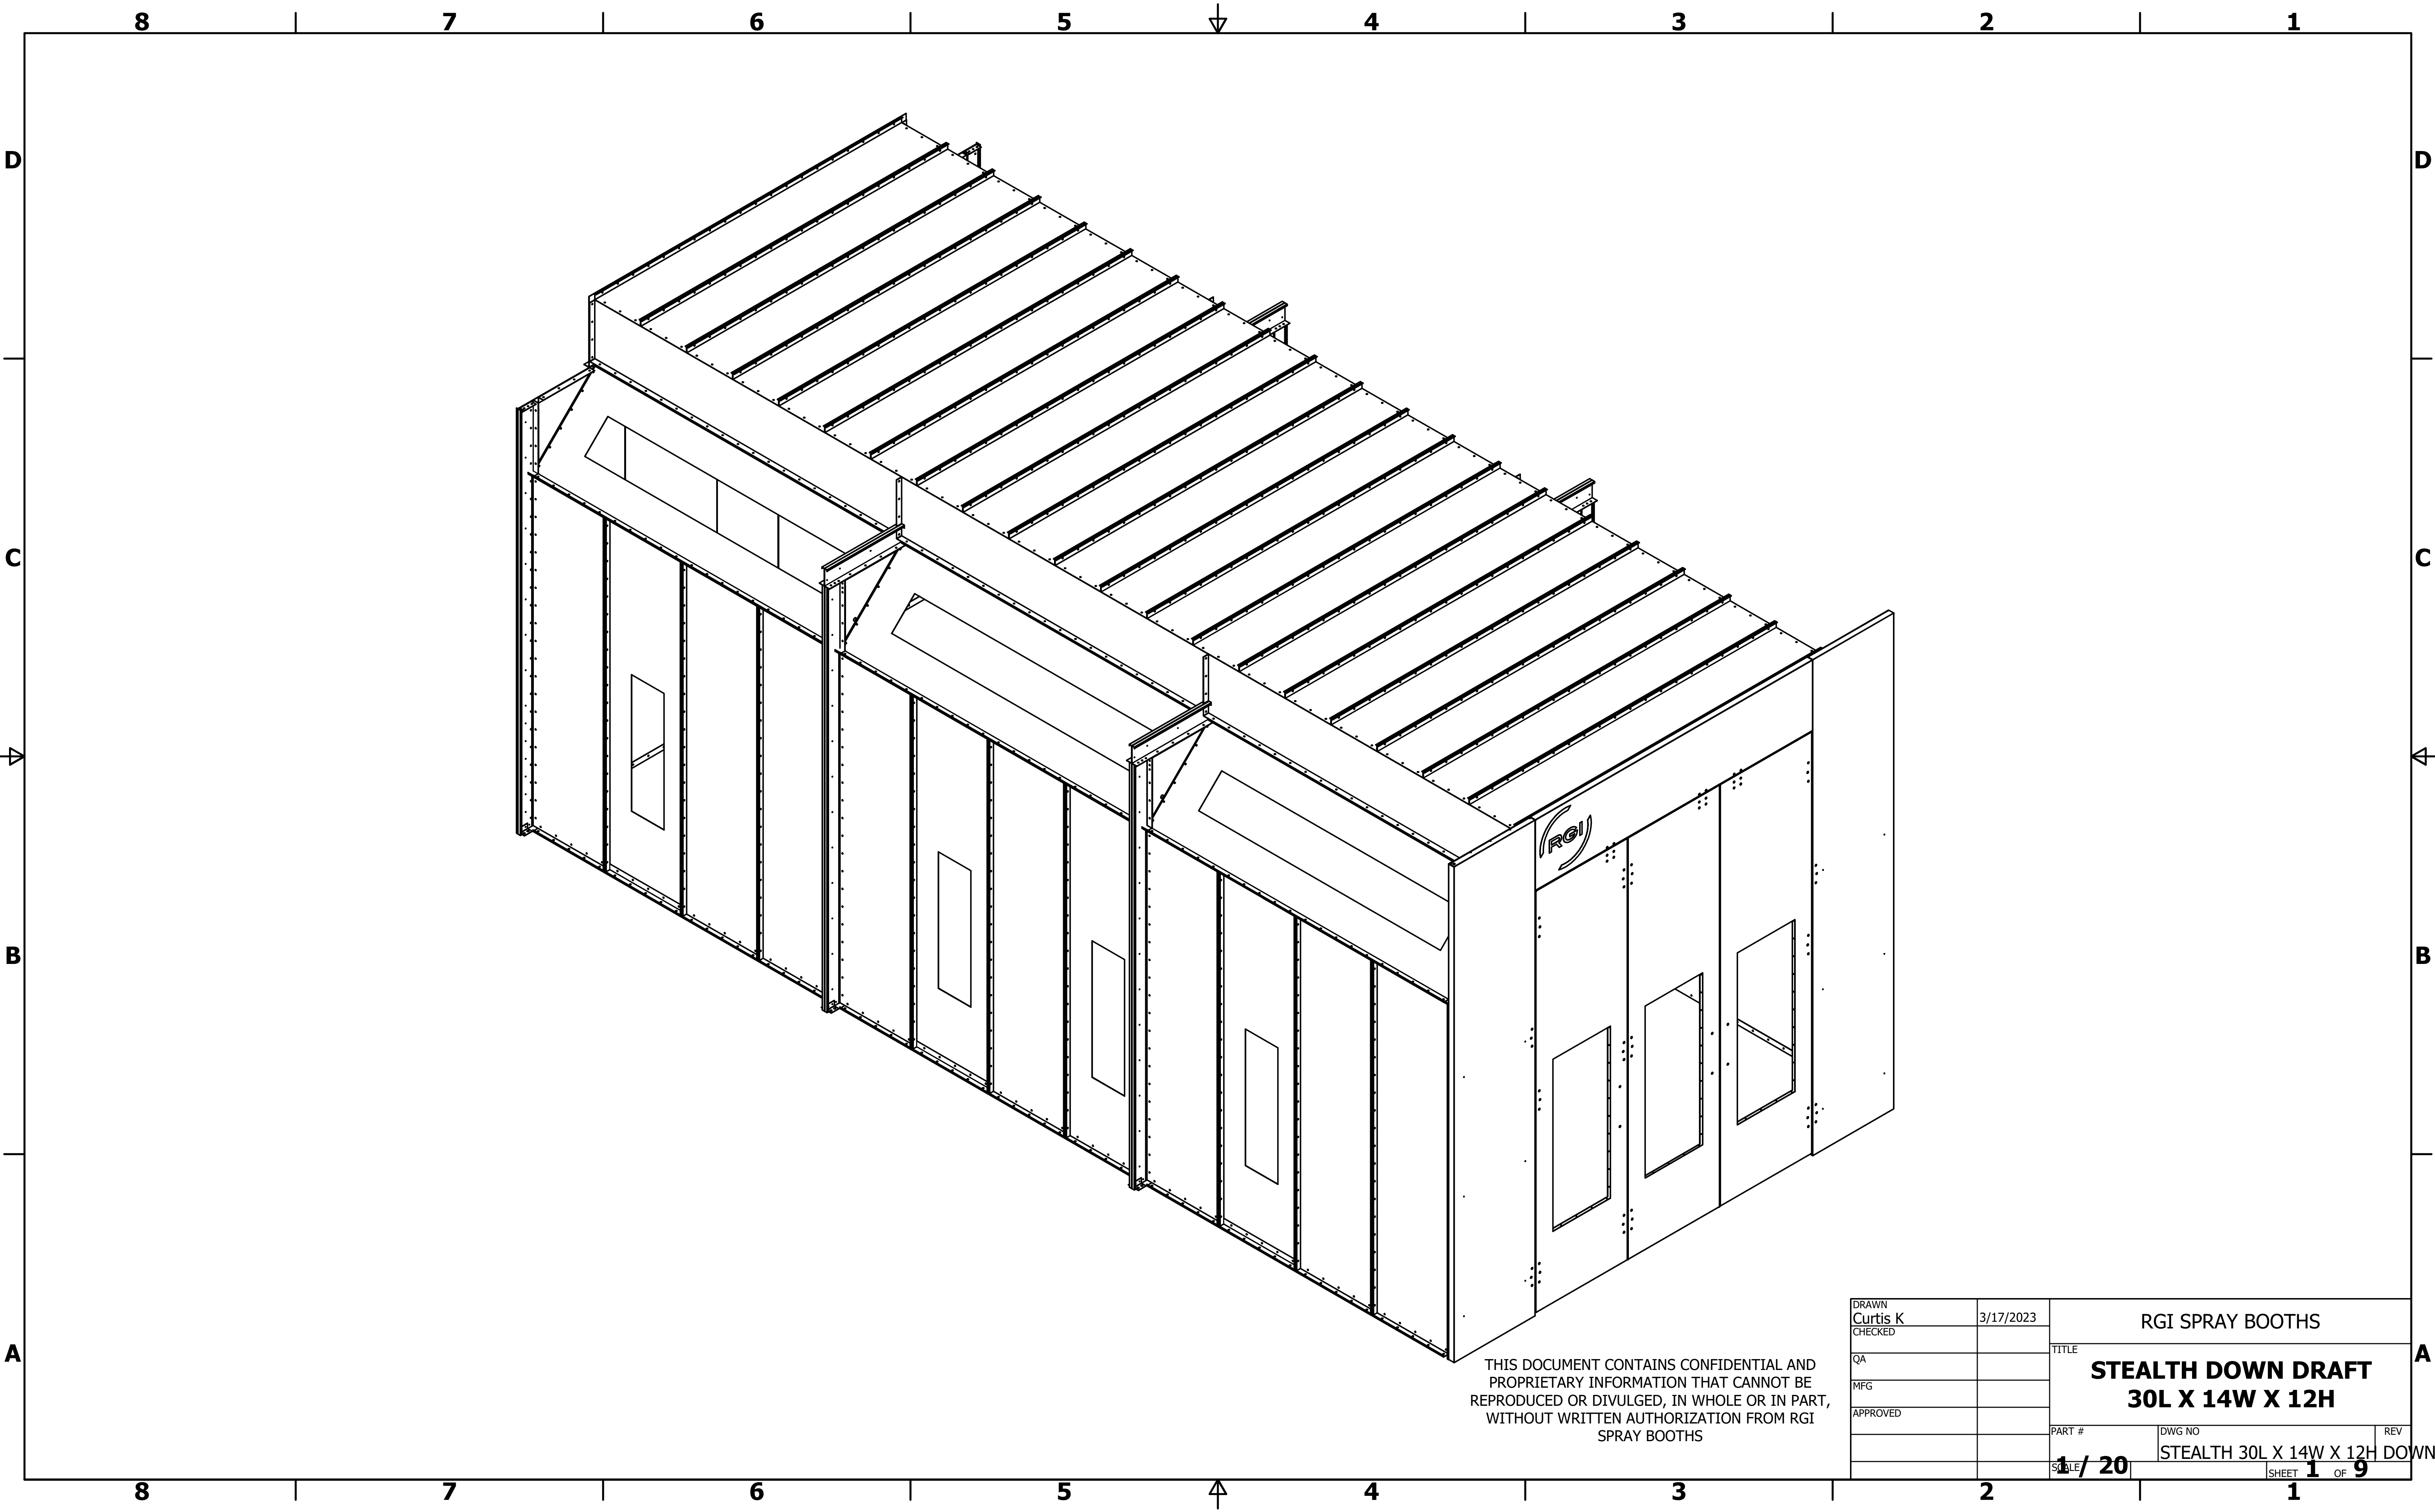 8 7 6 5 4 3 2 1
D D
C C
B B
A A
RGI
THIS DOCUMENT CONTAINS CONFIDENTIAL AND
PROPRIETARY INFORMATION THAT CANNOT BE
REPRODUCED OR DIVULGED, IN WHOLE OR IN PART,
WITHOUT WRITTEN AUTHORIZATION FROM RGI
SPRAY BOOTHS
DRAWN
Curtis K 3/17/2023
CHECKED
QA
MFG
APPROVED
RGI SPRAY BOOTHS
TITLE
STEALTH DOWN DRAFT
30L X 14W X 12H
PART #
DWG NO
STEALTH 30L X 14W X 12H DOWN
REV
SCALE 1 / 20
SHEET 1 OF 9
8 7 6 5 4 3 2 1